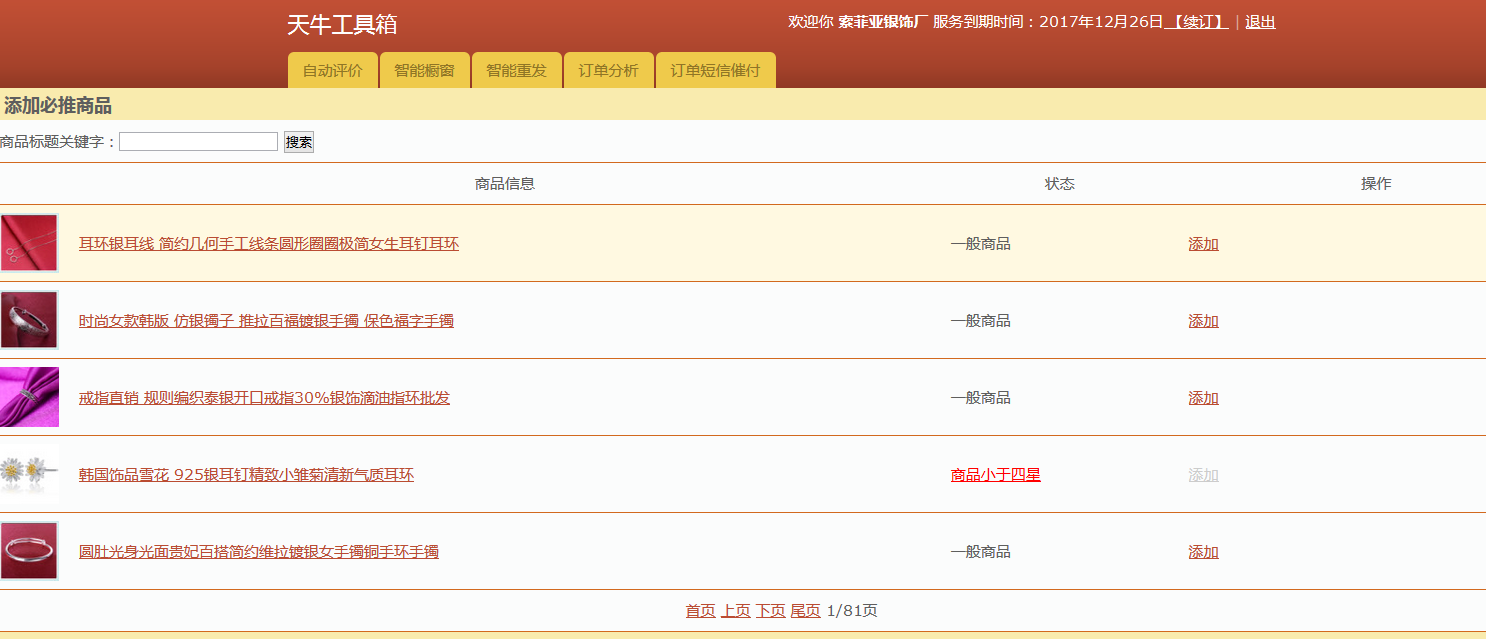 天牛工具箱
欢迎你 索菲亚银饰厂 服务到期时间：2017年12月26日【续订】 | 退出
自动评价 智能橱窗 智能重发 订单分析 订单短信催付
添加必推商品
商品标题关键字： 搜索
商品信息 状态 操作
耳环银耳线 简约几何手工线条圆形圈圈极简女生耳钉耳环 一般商品 添加
时尚女款韩版 仿银镯子 推拉百福镀银手镯 保色福字手镯 一般商品 添加
戒指直销 规则编织泰银开口戒指30%银饰滴油指环批发 一般商品 添加
韩国饰品雪花 925银耳钉精致小雏菊清新气质耳环 商品小于四星 添加
圆肚光身光面贵妃百搭简约维拉镀银女手镯铜手环手镯 一般商品 添加
首页 上页 下页 尾页 1/81页